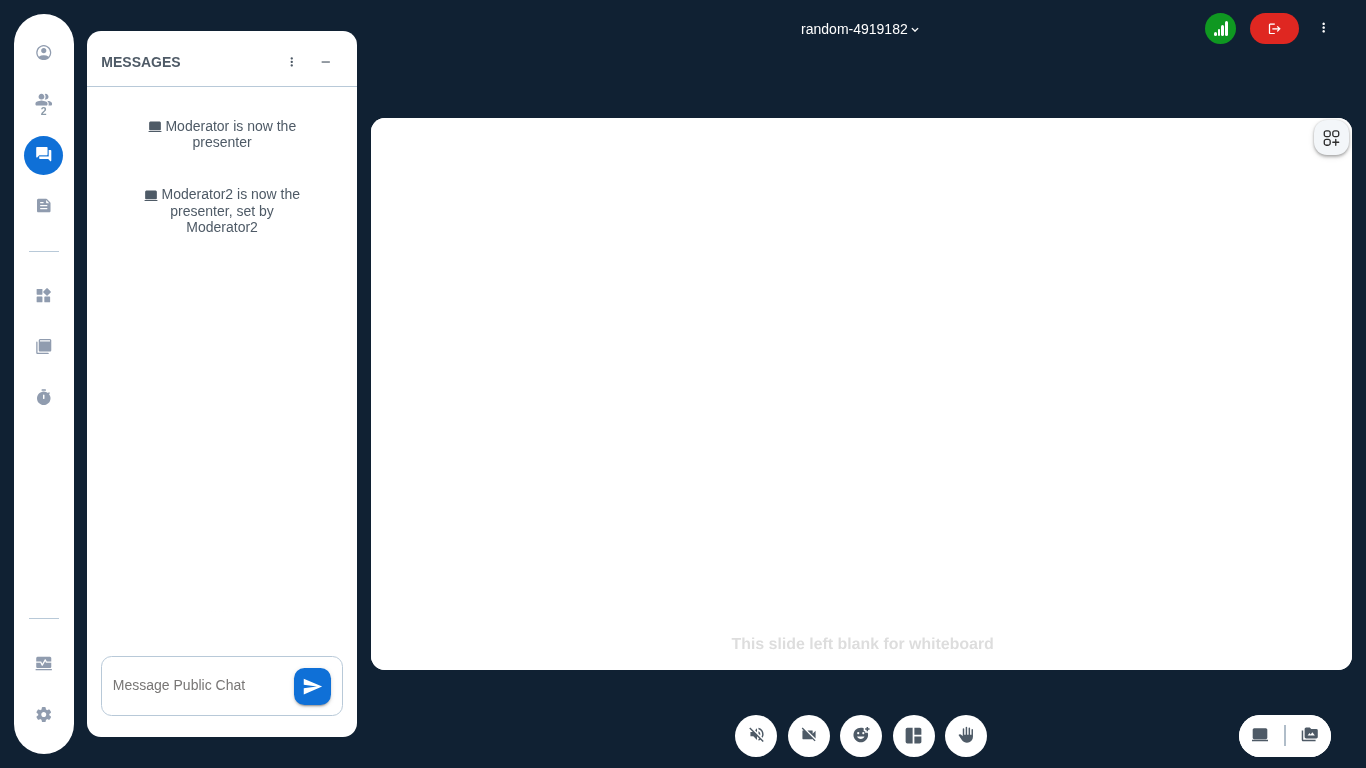 random-4919182
MESSAGES
2
Moderator is now the
presenter
Moderator2 is now the
presenter, set by
Moderator2
This slide left blank for whiteboard
Message Public Chat